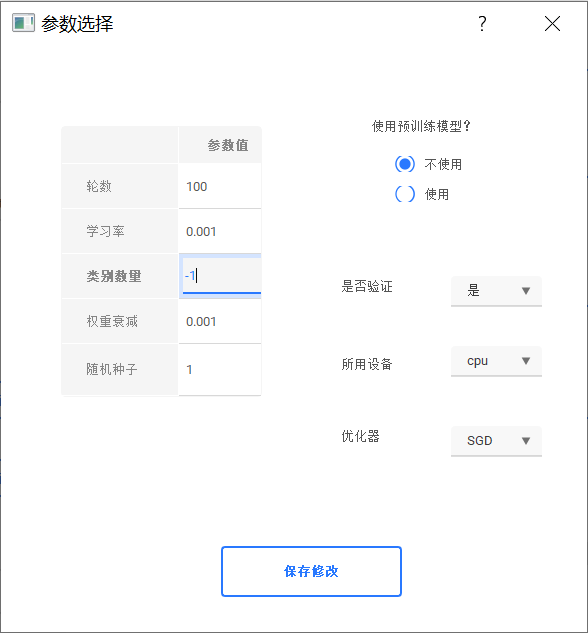 参数选择
?
参数值
轮数 100
学习率 0.001
类别数量 -1
权重衰减 0.001
随机种子 1
使用预训练模型？
不使用
使用
是否验证 是
所用设备 cpu
优化器 SGD
保存修改